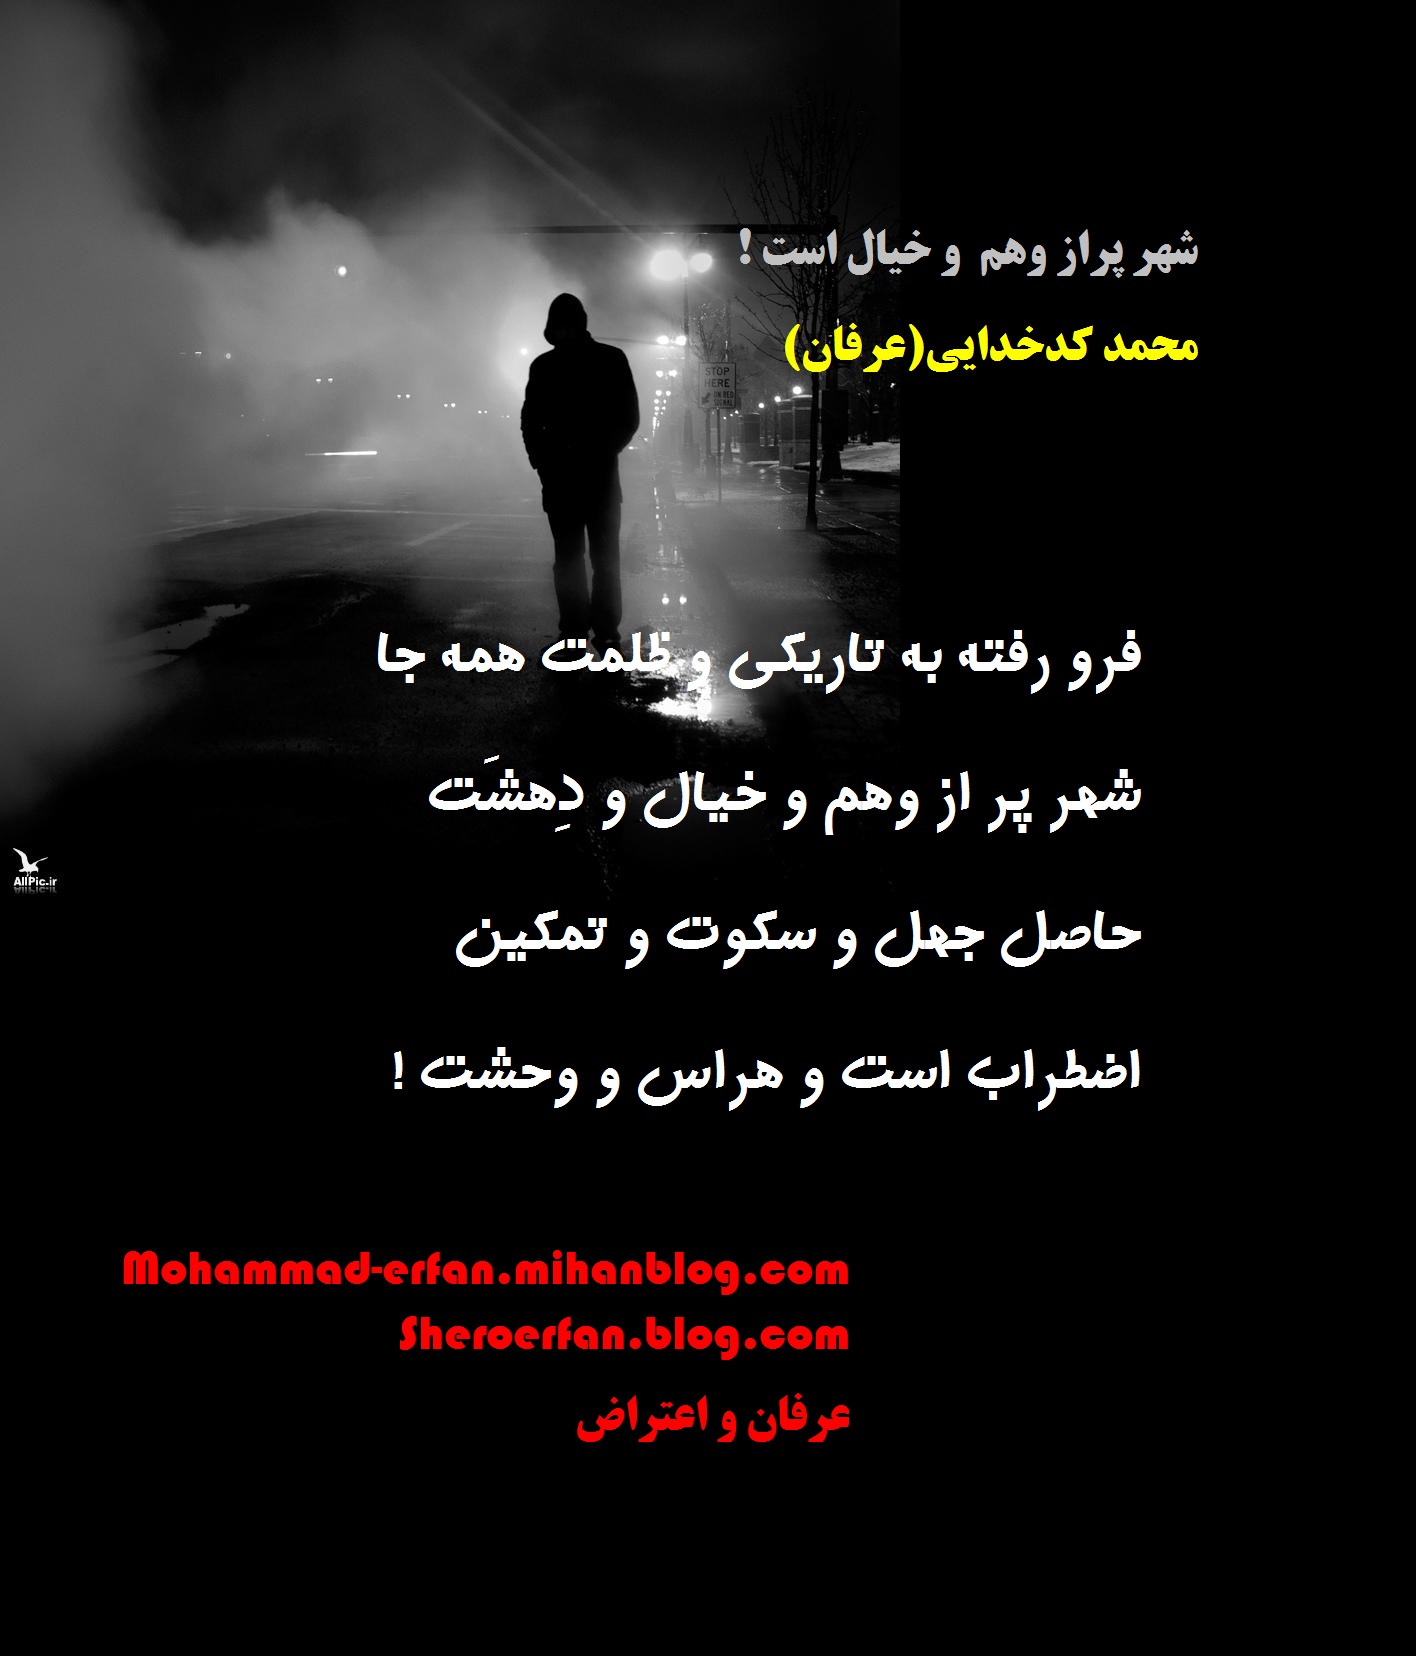 شهر پراز وهم و خیال است !
محمد کدخدایی(عرفان)
STOP
HERE
ON RED
SIGNAL
فرو رفته به تاریکی و ظلمت همه جا
شهر پر از وهم و خیال و دِهشَت
AllPic.ir
حاصل جهل و سکوت و تمکین
اضطراب است و هراس و وحشت !
Mohammad-erfan.mihanblog.com
Sheroerfan.blog.com
عرفان و اعتراض